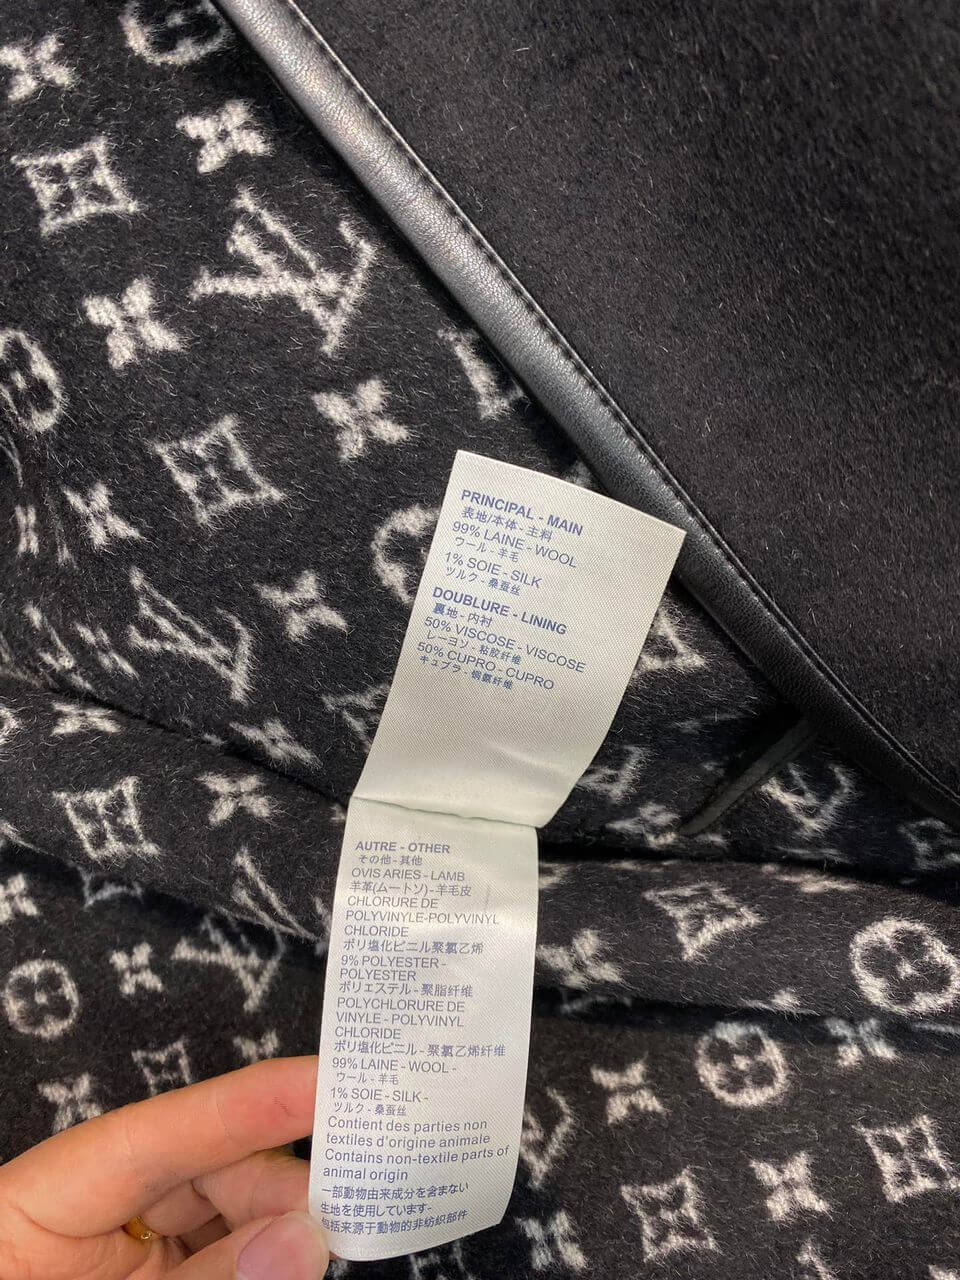 PRINCIPAL - MAIN
表地/本体 - 主料
99% LAINE - WOOL
ウール - 羊毛
1% SOIE - SILK
ツルク - 桑蚕丝
DOUBLURE - LINING
裏地 - 内衬
50% VISCOSE - VISCOSE
レーヨン - 粘胶纤维
50% CUPRO - CUPRO
キュプラ - 铜氨纤维
AUTRE - OTHER
その他 - 其他
OVIS ARIES - LAMB
羊革(ムートソ) - 羊毛皮
CHLORURE DE
POLYVINYLE-POLYVINYL
CHLORIDE
ポリ塩化ビニル聚氯乙烯
9% POLYESTER -
POLYESTER
ポリエステル - 聚脂纤维
POLYCHLORURE DE
VINYLE - POLYVINYL
CHLORIDE
ポリ塩化ビニル - 聚氯乙烯纤维
99% LAINE - WOOL -
ウール - 羊毛
1% SOIE - SILK -
ツルク - 桑蚕丝
Contient des parties non
textiles d'origine animale
Contains non-textile parts of
animal origin
一部動物由来成分を含まない
生地を使用しています-
包括来源于動物的非纺織部件